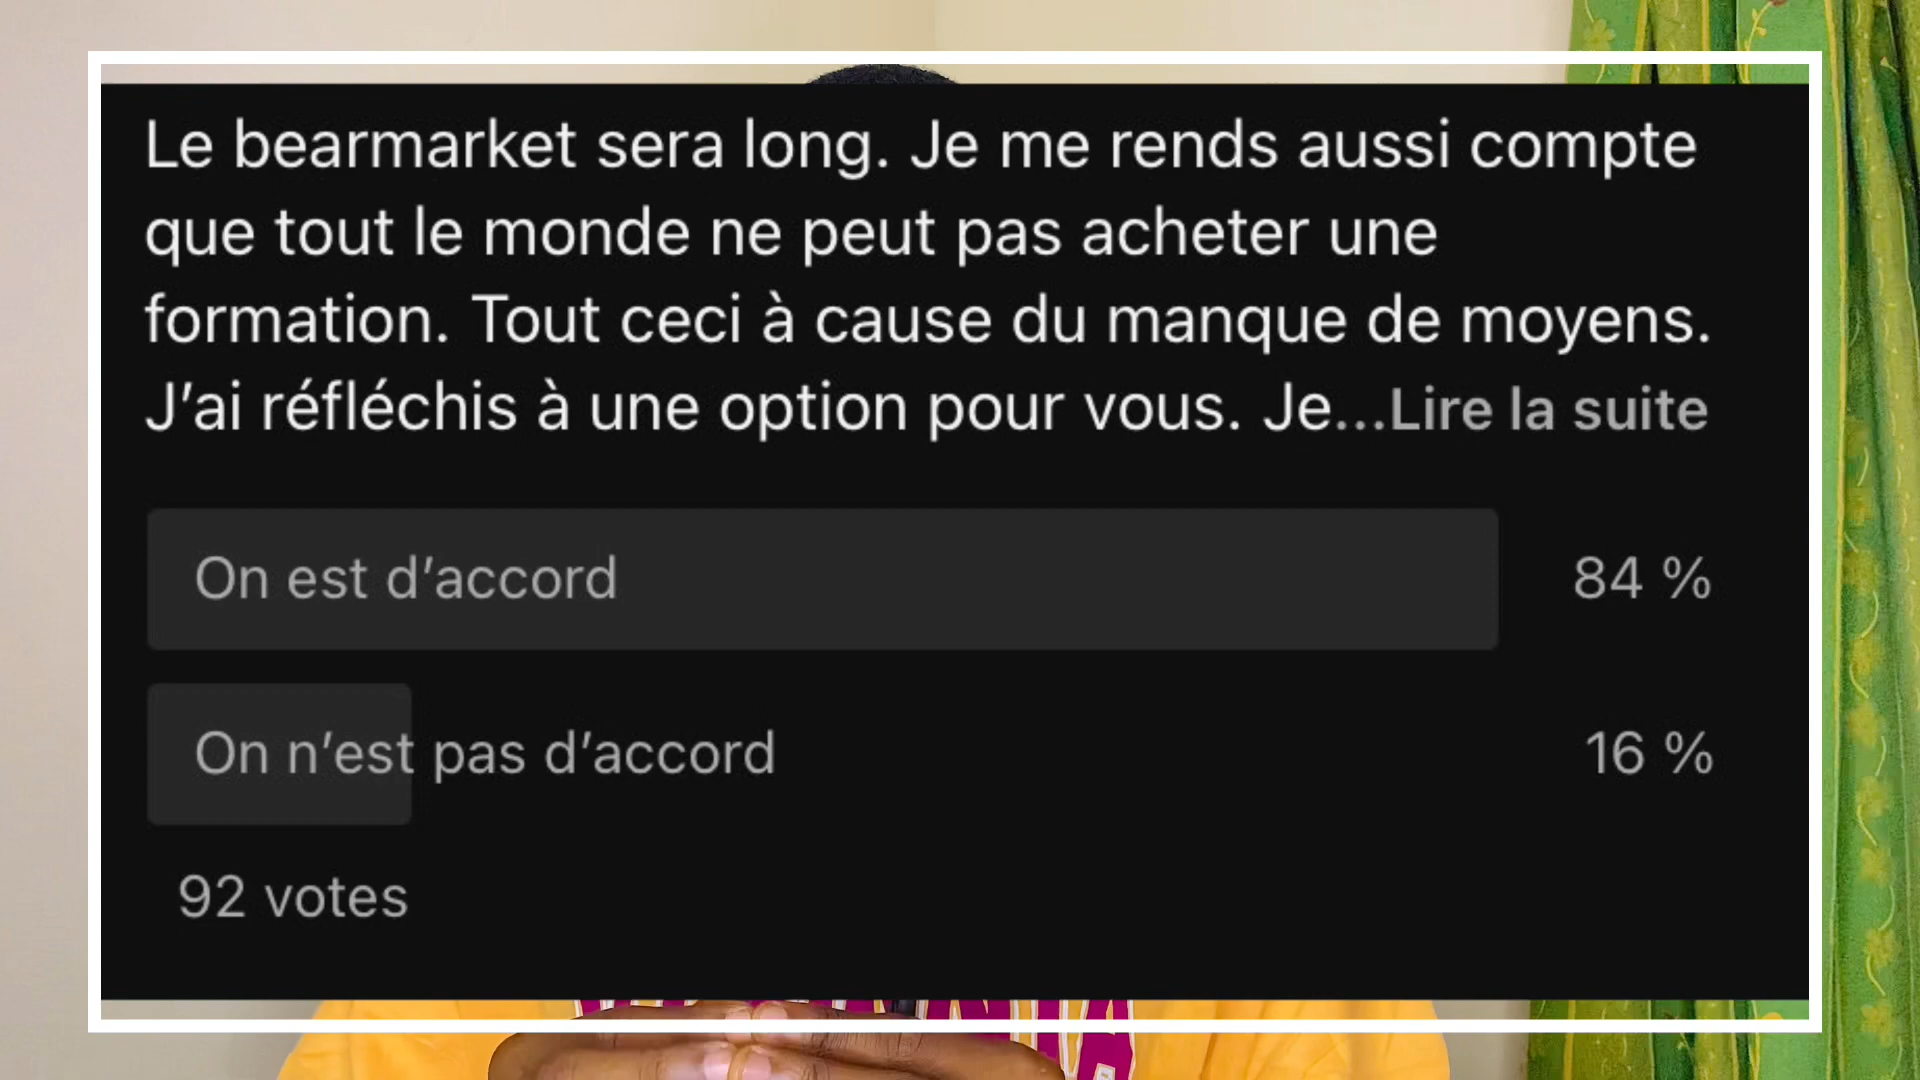 Le bearmarket sera long. Je me rends aussi compte
que tout le monde ne peut pas acheter une
formation. Tout ceci à cause du manque de moyens.
J’ai réfléchis à une option pour vous. Je...Lire la suite
On est d’accord 84 %
On n’est pas d’accord 16 %
92 votes